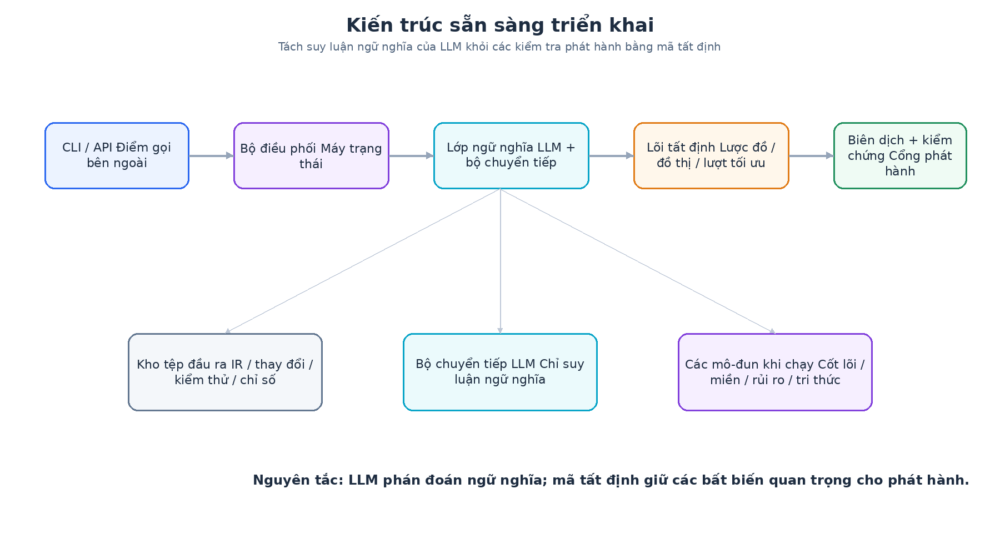 Kiến trúc sẵn sàng triển khai
Tách suy luận ngữ nghĩa của LLM khỏi các kiểm tra phát hành bằng mã tất định
CLI / API Điểm gọi
bên ngoài
Bộ điều phối Máy trạng
thái
Lớp ngữ nghĩa LLM +
bộ chuyển tiếp
Lõi tất định Lược đồ /
đồ thị / lượt tối ưu
Biên dịch + kiểm
chứng Cổng phát
hành
Kho tệp đầu ra IR / thay đổi /
kiểm thử / chỉ số
Bộ chuyển tiếp LLM Chỉ suy
luận ngữ nghĩa
Các mô-đun khi chạy Cốt lõi /
miền / rủi ro / tri thức
Nguyên tắc: LLM phán đoán ngữ nghĩa; mã tất định giữ các bất biến quan trọng cho phát hành.